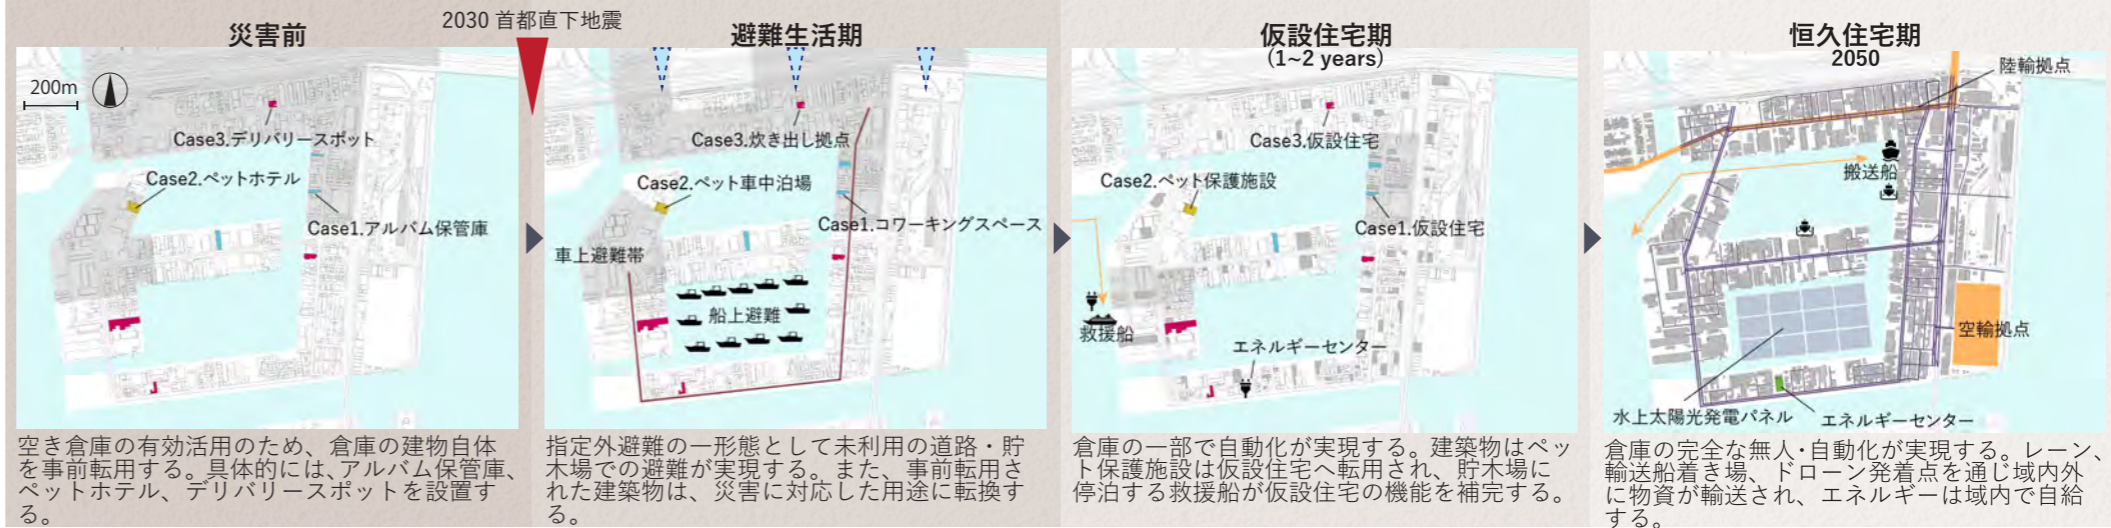 災害前
200m
Case3.デリバリースポット
Case2.ペットホテル
Case1.アルバム保管庫
空き倉庫の有効活用のため、倉庫の建物自体
を事前転用する。具体的には、アルバム保管庫、
ペットホテル、デリバリースポットを設置す
る。
2030 首都直下地震
避難生活期
Case3.炊き出し拠点
Case2.ペット車中泊場
Case1.コワーキングスペース
車上避難帯
船上避難
指定外避難の一形態として未利用の道路・貯
木場での避難が実現する。また、事前転用さ
れた建築物は、災害に対応した用途に転換す
る。
仮設住宅期
(1~2 years)
Case3.仮設住宅
Case2.ペット保護施設
Case1.仮設住宅
救援船
エネルギーセンター
倉庫の一部で自動化が実現する。建築物はペッ
ト保護施設は仮設住宅へ転用され、貯木場に
停泊する救援船が仮設住宅の機能を補完する。
恒久住宅期
2050
陸輸拠点
搬送船
空輸拠点
水上太陽光発電パネル
エネルギーセンター
倉庫の完全な無人・自動化が実現する。レーン、
輸送船着き場、ドローン発着点を通じ域内外
に物資が輸送され、エネルギーは域内で自給
する。